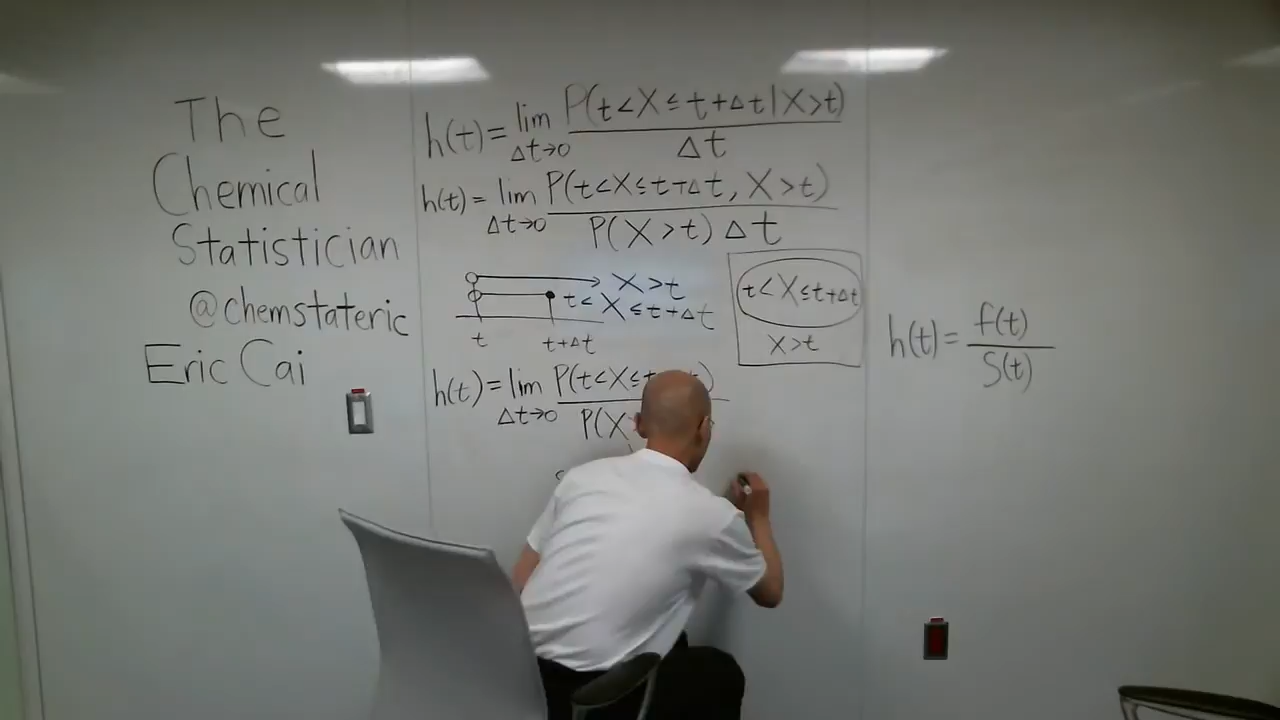 The
Chemical
Statistician
@chemstateric
Eric Cai
h(t) = lim P(t<X≤t+Δt|X>t)
Δt→0 Δt
h(t) = lim P(t<X≤t+Δt, X>t)
Δt→0 P(X>t) Δt
X>t
t< X≤t+Δt
t t+Δt
t<X≤t+Δt
X>t
h(t) = lim P(t<X≤t
Δt→0 P(X
h(t) = f(t)
S(t)